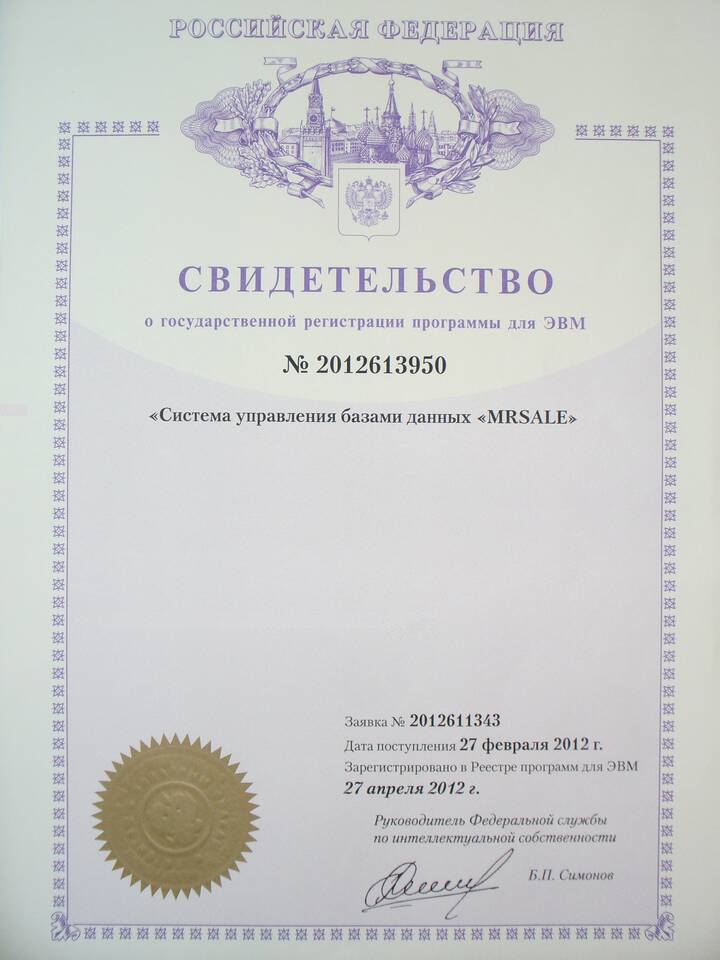 РОССИЙСКАЯ ФЕДЕРАЦИЯ
СВИДЕТЕЛЬСТВО
о государственной регистрации программы для ЭВМ
№ 2012613950
«Система управления базами данных «MRSALE»
Заявка № 2012611343
Дата поступления 27 февраля 2012 г.
Зарегистрировано в Реестре программ для ЭВМ
27 апреля 2012 г.
Руководитель Федеральной службы
по интеллектуальной собственности
Б.П. Симонов